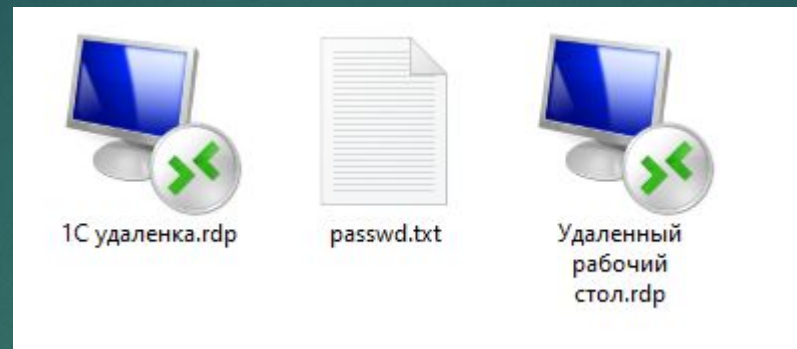 1С удаленка.rdp
passwd.txt
Удаленный
рабочий
стол.rdp